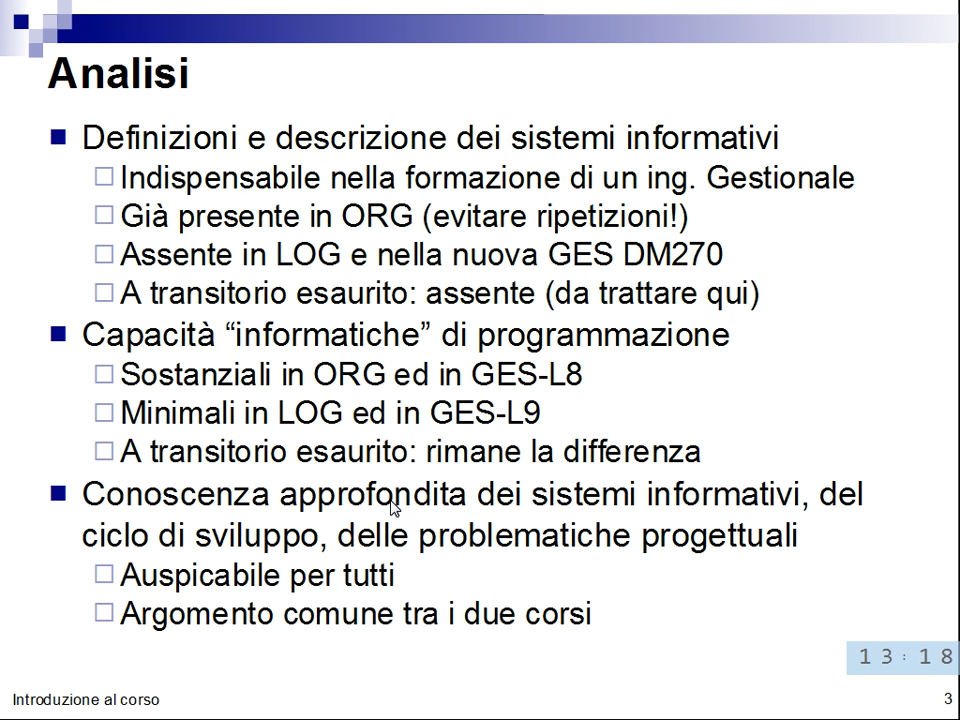 Analisi
Definizioni e descrizione dei sistemi informativi
Indispensabile nella formazione di un ing. Gestionale
Già presente in ORG (evitare ripetizioni!)
Assente in LOG e nella nuova GES DM270
A transitorio esaurito: assente (da trattare qui)
Capacità “informatiche” di programmazione
Sostanziali in ORG ed in GES-L8
Minimali in LOG ed in GES-L9
A transitorio esaurito: rimane la differenza
Conoscenza approfondita dei sistemi informativi, del
ciclo di sviluppo, delle problematiche progettuali
Auspicabile per tutti
Argomento comune tra i due corsi
13:18
Introduzione al corso
3